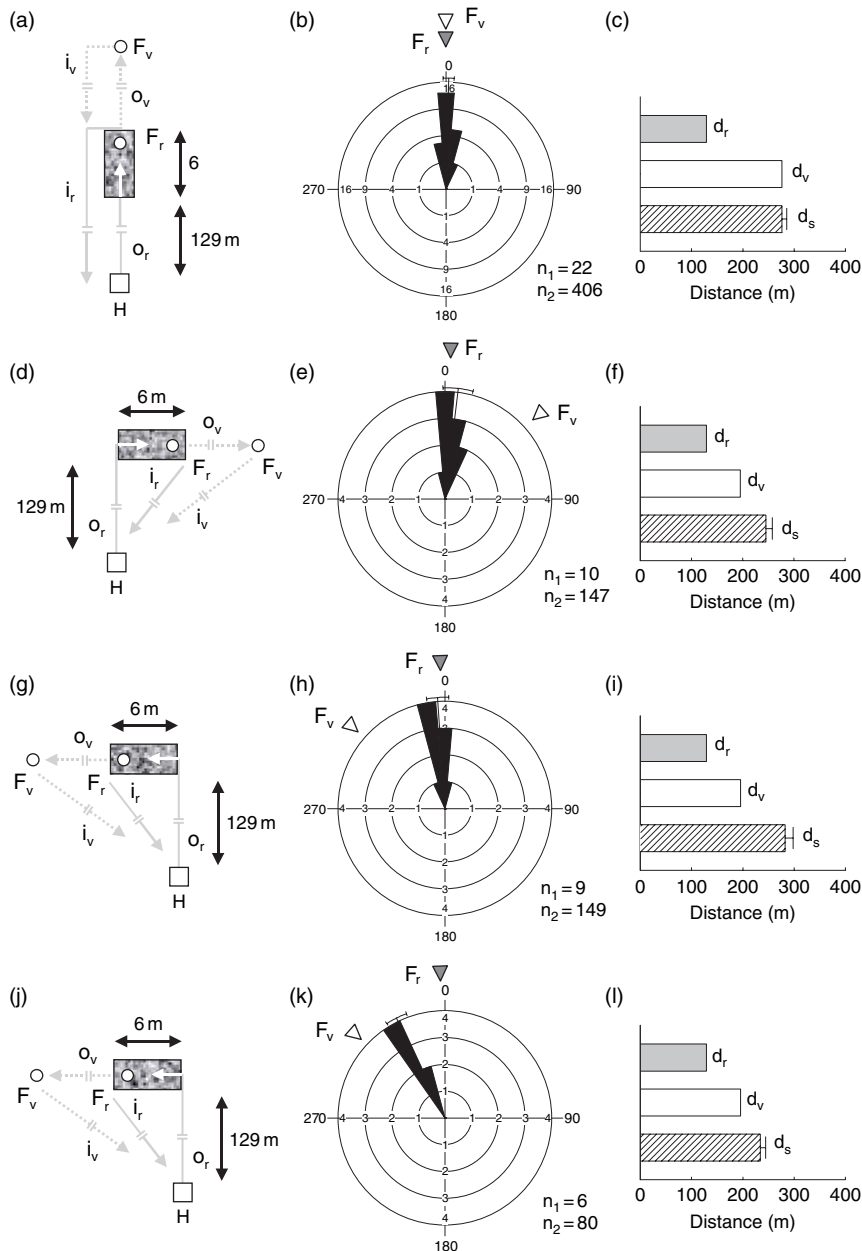 (a)
F_v
i_v
o_v
F_r
6
i_r
o_r
129 m
H
(b)
F_v
F_r
0
16
270 16 9 4 1 1 4 9 16 90
1
4
9
16
180
n_1 = 22
n_2 = 406
(c)
d_r
d_v
d_s
0 100 200 300 400
Distance (m)
(d)
6 m
o_v
i_r F_r F_v
129 m
o_r i_v
H
(e)
F_r
0
F_v
270 4 3 2 1 1 2 3 4 90
1
2
3
4
180
n_1 = 10
n_2 = 147
(f)
d_r
d_v
d_s
0 100 200 300 400
Distance (m)
(g)
6 m
o_v
F_v F_r i_r
i_v 129 m
o_r
H
(h)
F_r
0
F_v
4
3
270 4 3 2 1 1 2 3 4 90
1
2
3
4
180
n_1 = 9
n_2 = 149
(i)
d_r
d_v
d_s
0 100 200 300 400
Distance (m)
(j)
6 m
o_v
F_v F_r i_r
i_v 129 m
o_r
H
(k)
F_r
0
F_v
4
3
2
1
270 4 3 2 1 1 2 3 4 90
1
2
3
4
180
n_1 = 6
n_2 = 80
(l)
d_r
d_v
d_s
0 100 200 300 400
Distance (m)